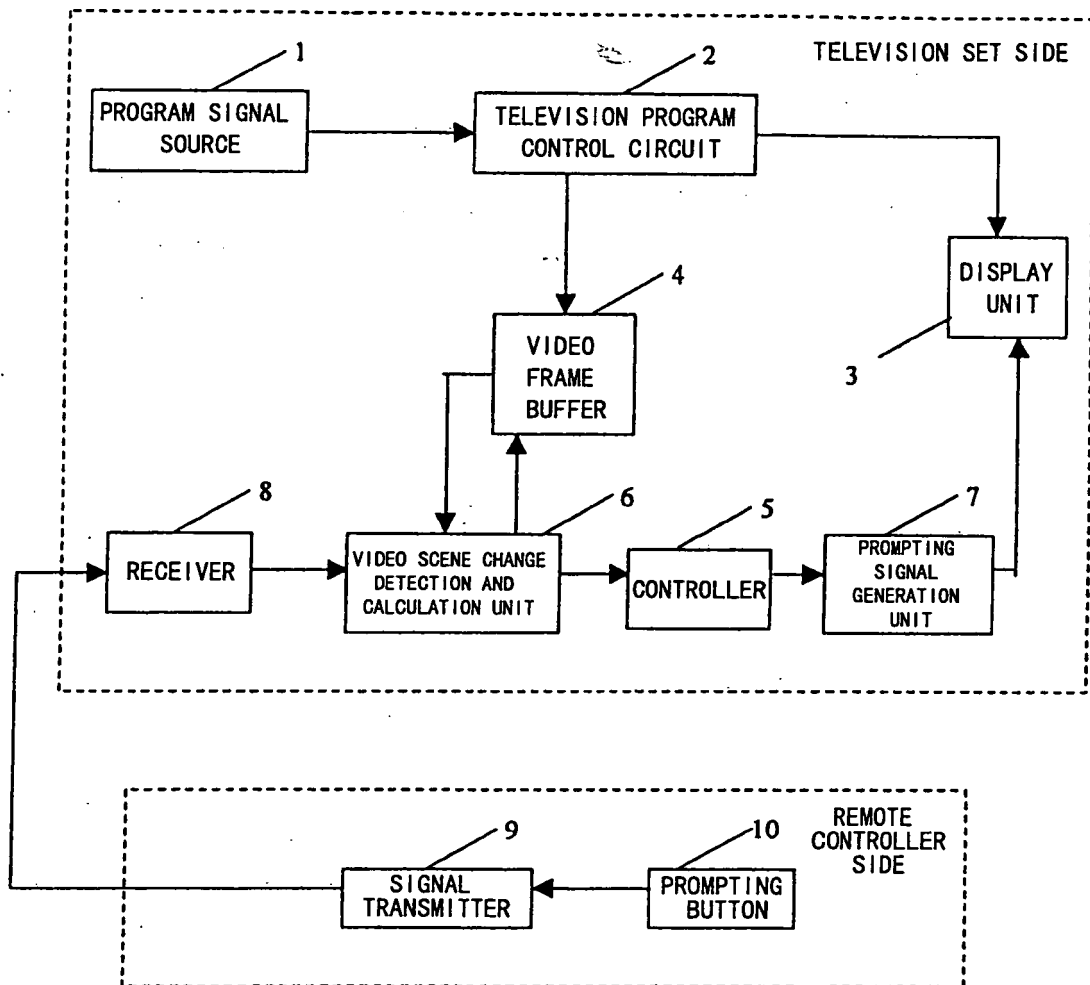 TELEVISION SET SIDE
1
PROGRAM SIGNAL
SOURCE
2
TELEVISION PROGRAM
CONTROL CIRCUIT
DISPLAY
UNIT
3
4
VIDEO
FRAME
BUFFER
8
RECEIVER
6
VIDEO SCENE CHANGE
DETECTION AND
CALCULATION UNIT
5
CONTROLLER
7
PROMPTING
SIGNAL
GENERATION
UNIT
REMOTE
CONTROLLER
SIDE
9
SIGNAL
TRANSMITTER
10
PROMPTING
BUTTON